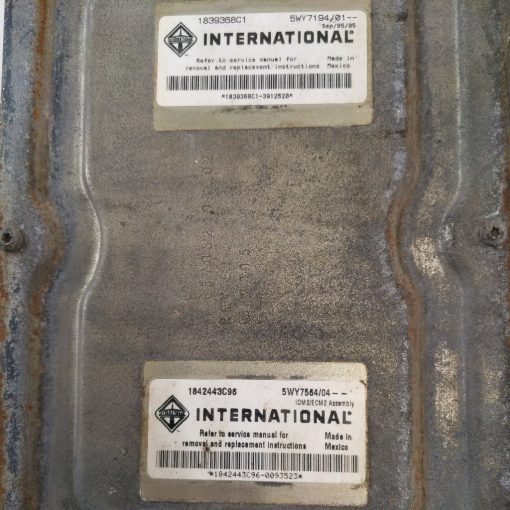 1839368C1 5WY7194/01--
Sep/05/05
INTERNATIONAL®
Refer to service manual for Made in
removal and replacement instructions Mexico
*1839368C1-3912520*
1842443C96 5WY7564/04--
IDM2/ECM2 Assembly
INTERNATIONAL®
Refer to service manual for Made in
removal and replacement instructions Mexico
*1842443C96-0093523*